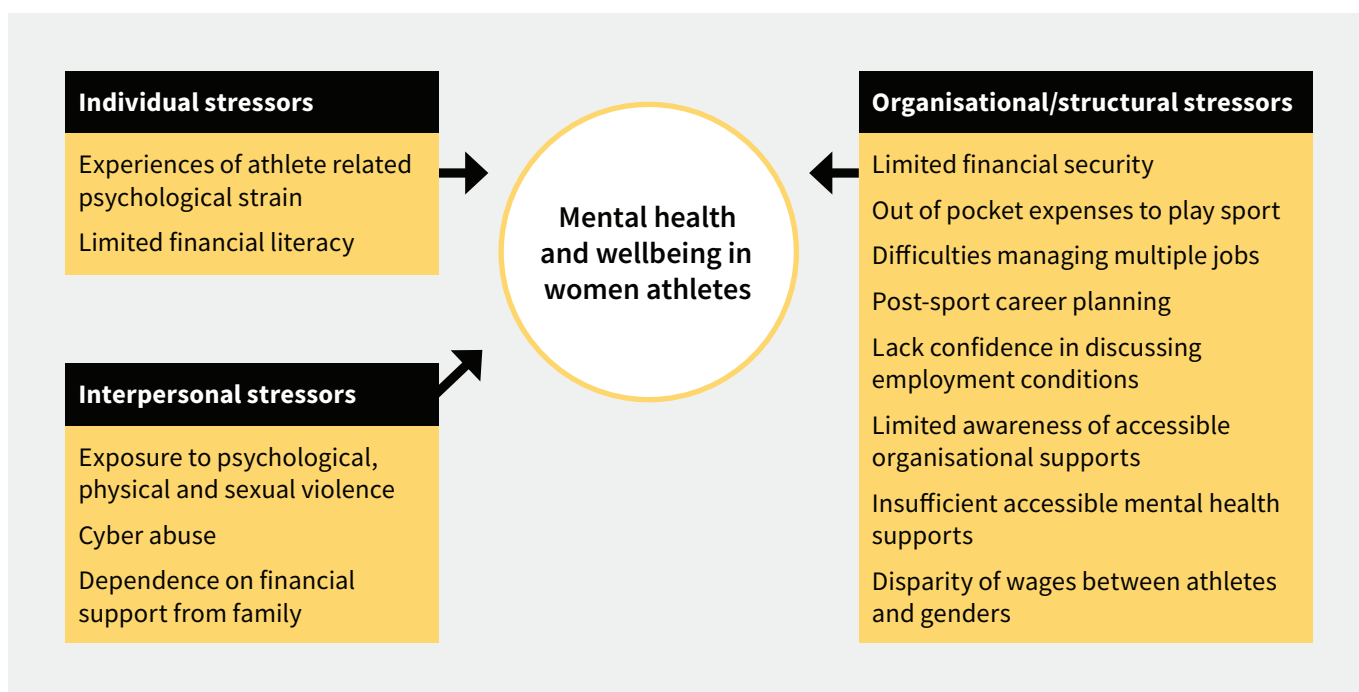 Individual stressors
Experiences of athlete related
psychological strain
Limited financial literacy
Interpersonal stressors
Exposure to psychological,
physical and sexual violence
Cyber abuse
Dependence on financial
support from family
Mental health
and wellbeing in
women athletes
Organisational/structural stressors
Limited financial security
Out of pocket expenses to play sport
Difficulties managing multiple jobs
Post-sport career planning
Lack confidence in discussing
employment conditions
Limited awareness of accessible
organisational supports
Insufficient accessible mental health
supports
Disparity of wages between athletes
and genders